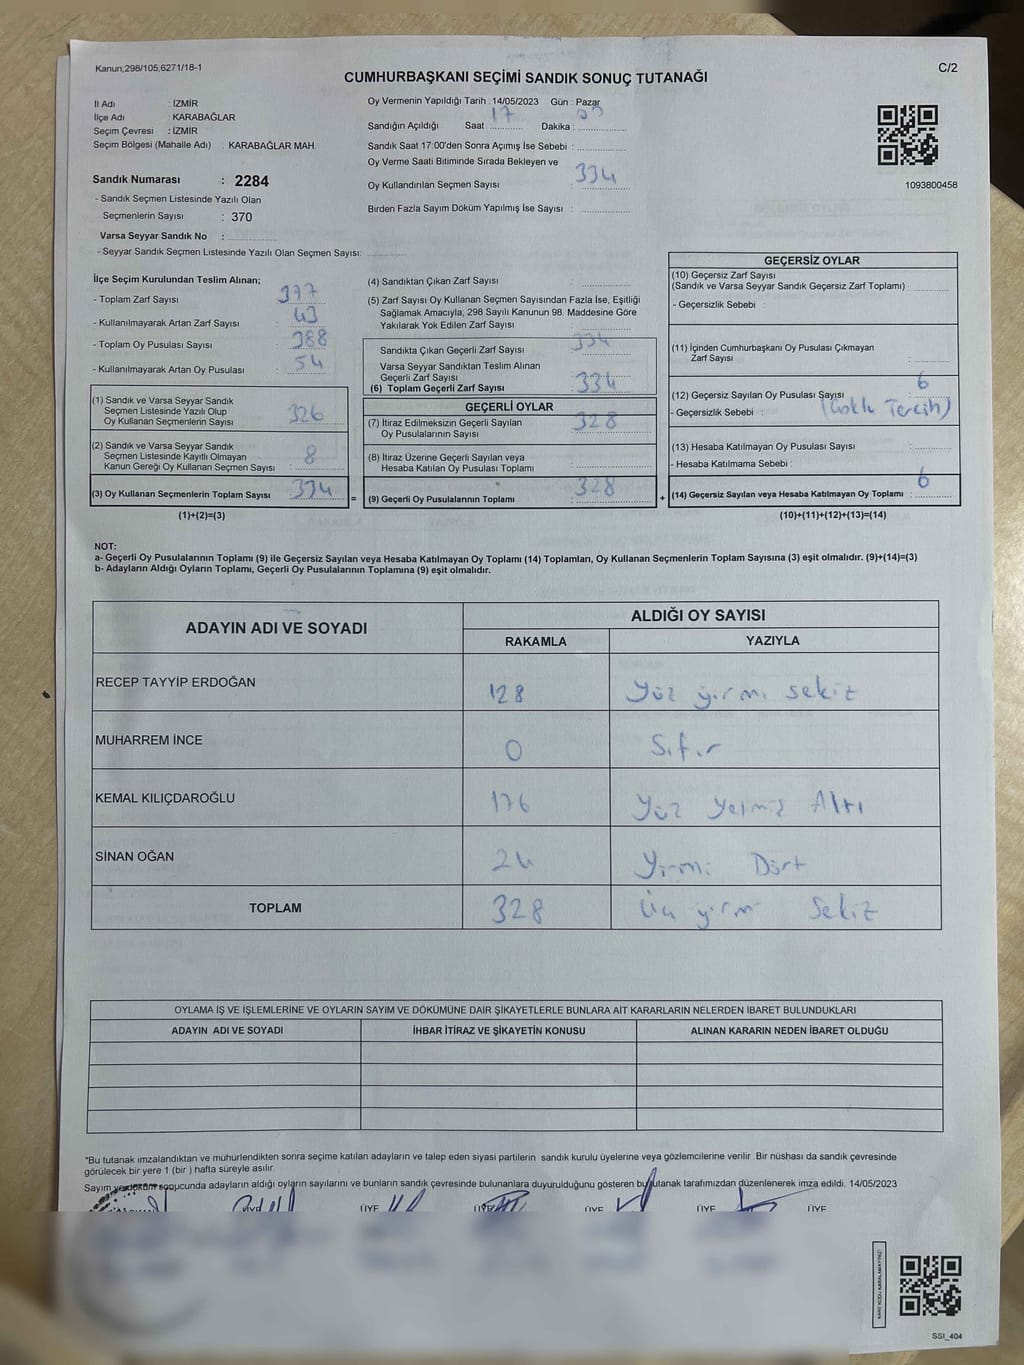 Kanun;298/105,6271/18-1
C/2
CUMHURBAŞKANI SEÇİMİ SANDIK SONUÇ TUTANAĞI
İl Adı : İZMİR
İlçe Adı : KARABAĞLAR
Seçim Çevresi : İZMİR
Seçim Bölgesi (Mahalle Adı) . KARABAĞLAR MAH.
Sandık Numarası : 2284
- Sandık Seçmen Listesinde Yazılı Olan
Seçmenlerin Sayısı : 370
Varsa Seyyar Sandık No :
- Seyyar Sandık Seçmen Listesinde Yazılı Olan Seçmen Sayısı:
Oy Vermenin Yapıldığı Tarih : 14/05/2023 Gün : Pazar
Sandığın Açıldığı Saat 17 Dakika :
Sandık Saat 17:00'den Sonra Açımış İse Sebebi :
Oy Verme Saati Bitiminde Sırada Bekleyen ve
Oy Kullandırılan Seçmen Sayısı : 334
Birden Fazla Sayım Döküm Yapılmış İse Sayısı :
1093800458
İlçe Seçim Kurulundan Teslim Alınan;
- Toplam Zarf Sayısı : 377
- Kullanılmayarak Artan Zarf Sayısı : 43
- Toplam Oy Pusulası Sayısı : 388
- Kullanılmayarak Artan Oy Pusulası : 54
(1) Sandık ve Varsa Seyyar Sandık
Seçmen Listesinde Yazılı Olup
Oy Kullanan Seçmenlerin Sayısı : 326
(2) Sandık ve Varsa Seyyar Sandık
Seçmen Listesinde Kayıtlı Olmayan
Kanun Gereği Oy Kullanan Seçmen Sayısı : 8
(3) Oy Kullanan Seçmenlerin Toplam Sayısı : 334
(1)+(2)=(3)
(4) Sandıktan Çıkan Zarf Sayısı :
(5) Zarf Sayısı Oy Kullanan Seçmen Sayısından Fazla İse, Eşitliği
Sağlamak Amacıyla, 298 Sayılı Kanunun 98. Maddesine Göre
Yakılarak Yok Edilen Zarf Sayısı :
Sandıkta Çıkan Geçerli Zarf Sayısı : 334
Varsa Seyyar Sandıktan Teslim Alınan
Geçerli Zarf Sayısı :
(6) Toplam Geçerli Zarf Sayısı : 334
GEÇERLİ OYLAR
(7) İtiraz Edilmeksizin Geçerli Sayılan : 328
Oy Pusulalarının Sayısı
(8) İtiraz Üzerine Geçerli Sayılan veya
Hesaba Katılan Oy Pusulası Toplamı :
= (9) Geçerli Oy Pusulalarının Toplamı : 328
GEÇERSİZ OYLAR
(10) Geçersiz Zarf Sayısı
(Sandık ve Varsa Seyyar Sandık Geçersiz Zarf Toplamı) :
- Geçersizlik Sebebi :
(11) İçinden Cumhurbaşkanı Oy Pusulası Çıkmayan
Zarf Sayısı :
(12) Geçersiz Sayılan Oy Pusulası Sayısı : 6
- Geçersizlik Sebebi : (Çoklu Tercih)
(13) Hesaba Katılmayan Oy Pusulası Sayısı :
- Hesaba Katılmama Sebebi :
+ (14) Geçersiz Sayılan veya Hesaba Katılmayan Oy Toplamı : 6
(10)+(11)+(12)+(13)=(14)
NOT:
a- Geçerli Oy Pusulalarının Toplamı (9) ile Geçersiz Sayılan veya Hesaba Katılmayan Oy Toplamı (14) Toplamları, Oy Kullanan Seçmenlerin Toplam Sayısına (3) eşit olmalıdır. (9)+(14)=(3)
b- Adayların Aldığı Oyların Toplamı, Geçerli Oy Pusulalarının Toplamına (9) eşit olmalıdır.
ADAYIN ADI VE SOYADI
ALDIĞI OY SAYISI
RAKAMLA YAZIYLA
RECEP TAYYİP ERDOĞAN 128 Yüz yirmi sekiz
MUHARREM İNCE 0 Sıfır
KEMAL KILIÇDAROĞLU 176 Yüz Yetmiş Altı
SİNAN OĞAN 24 Yirmi Dört
TOPLAM 328 Üç yirmi Sekiz
OYLAMA İŞ VE İŞLEMLERİNE VE OYLARIN SAYIM VE DÖKÜMÜNE DAİR ŞİKAYETLERLE BUNLARA AİT KARARLARIN NELERDEN İBARET BULUNDUKLARI
ADAYIN ADI VE SOYADI İHBAR İTİRAZ VE ŞİKAYETİN KONUSU ALINAN KARARIN NEDEN İBARET OLDUĞU
*Bu tutanak imzalandıktan ve mühürlendikten sonra seçime katılan adayların ve talep eden siyasi partilerin sandık kurulu üyelerine veya gözlemcilerine verilir. Bir nüshası da sandık çevresinde
görülecek bir yere 1 (bir ) hafta süreyle asılır.
Sayım ve döküm sonucunda adayların aldığı oyların sayılarını ve bunların sandık çevresinde bulunanlara duyurulduğunu gösteren bu tutanak tarafımızdan düzenlenerek imza edildi. 14/05/2023
ÜYE ÜYE ÜYE ÜYE ÜYE ÜYE
KARE KODU KARALAMAYINIZ!
SSI_404